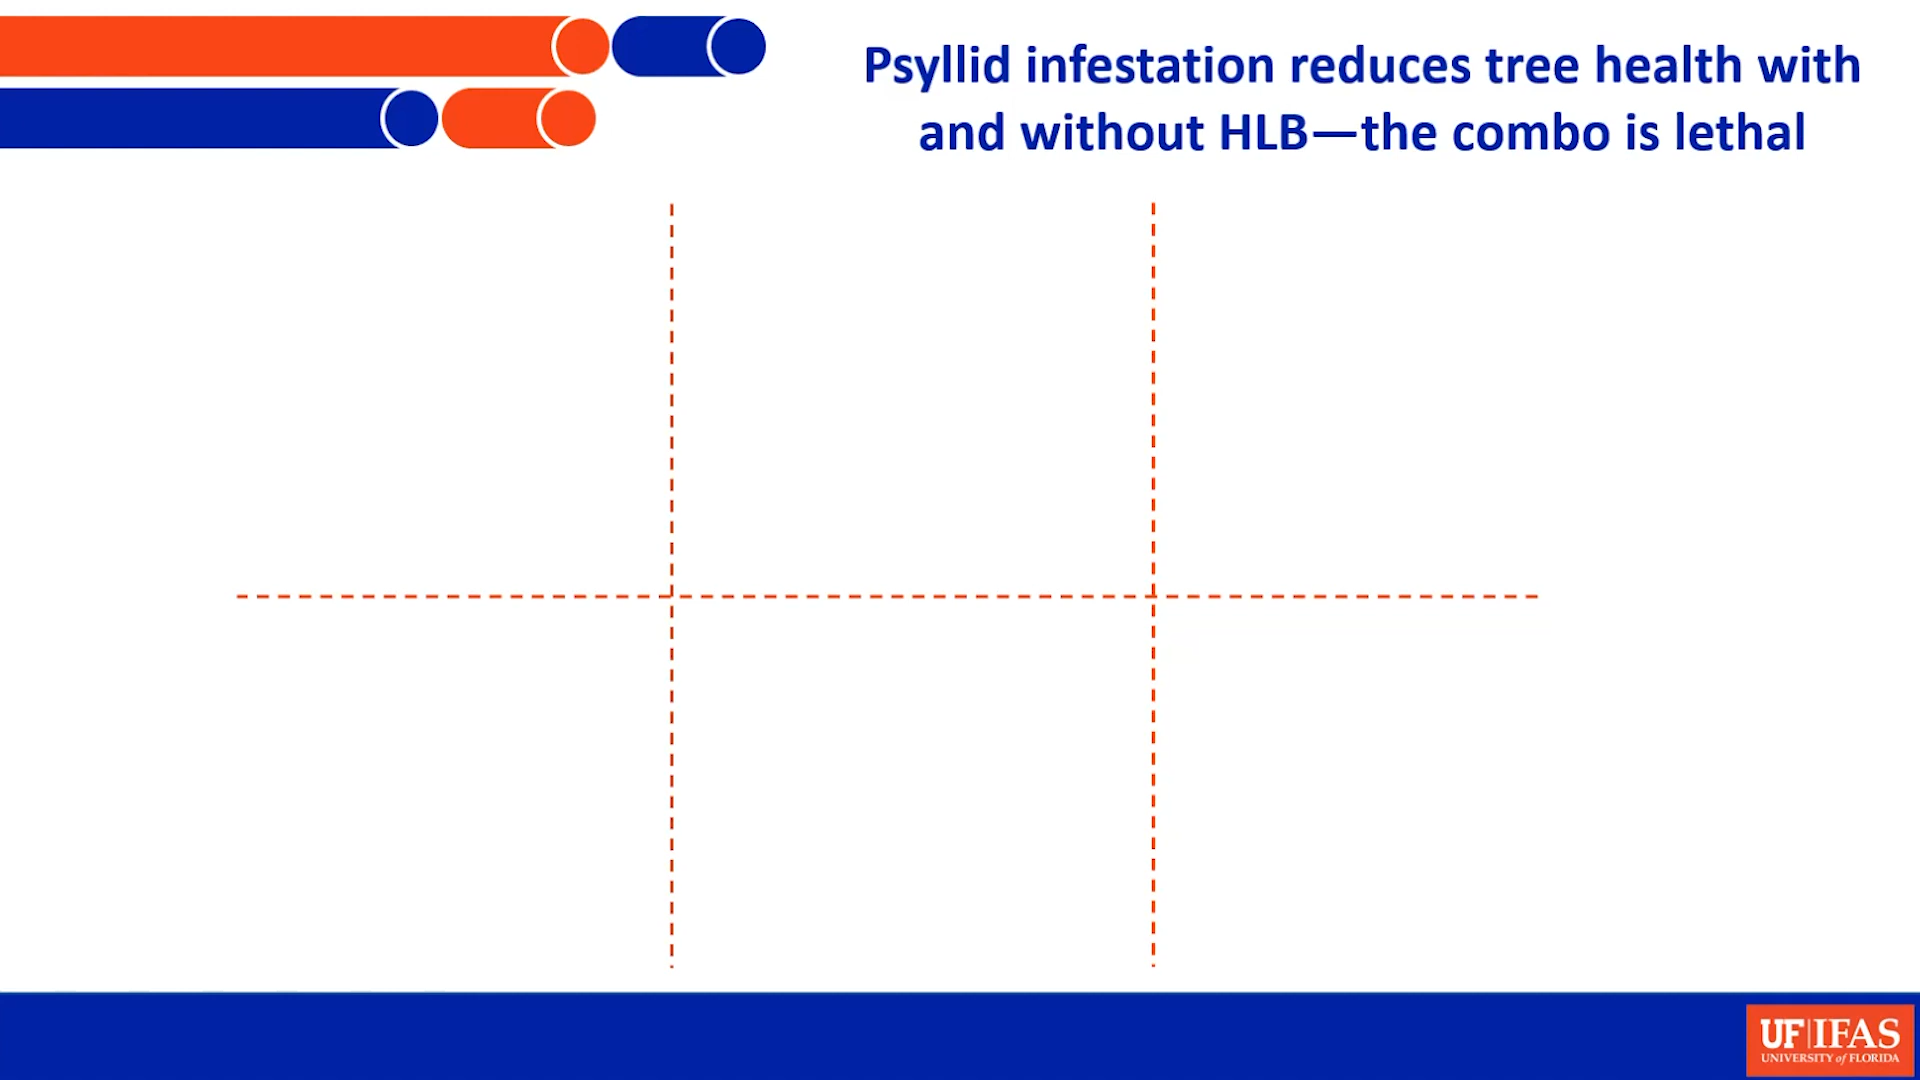 Psyllid infestation reduces tree health with
and without HLB—the combo is lethal
UF|IFAS
UNIVERSITY of FLORIDA